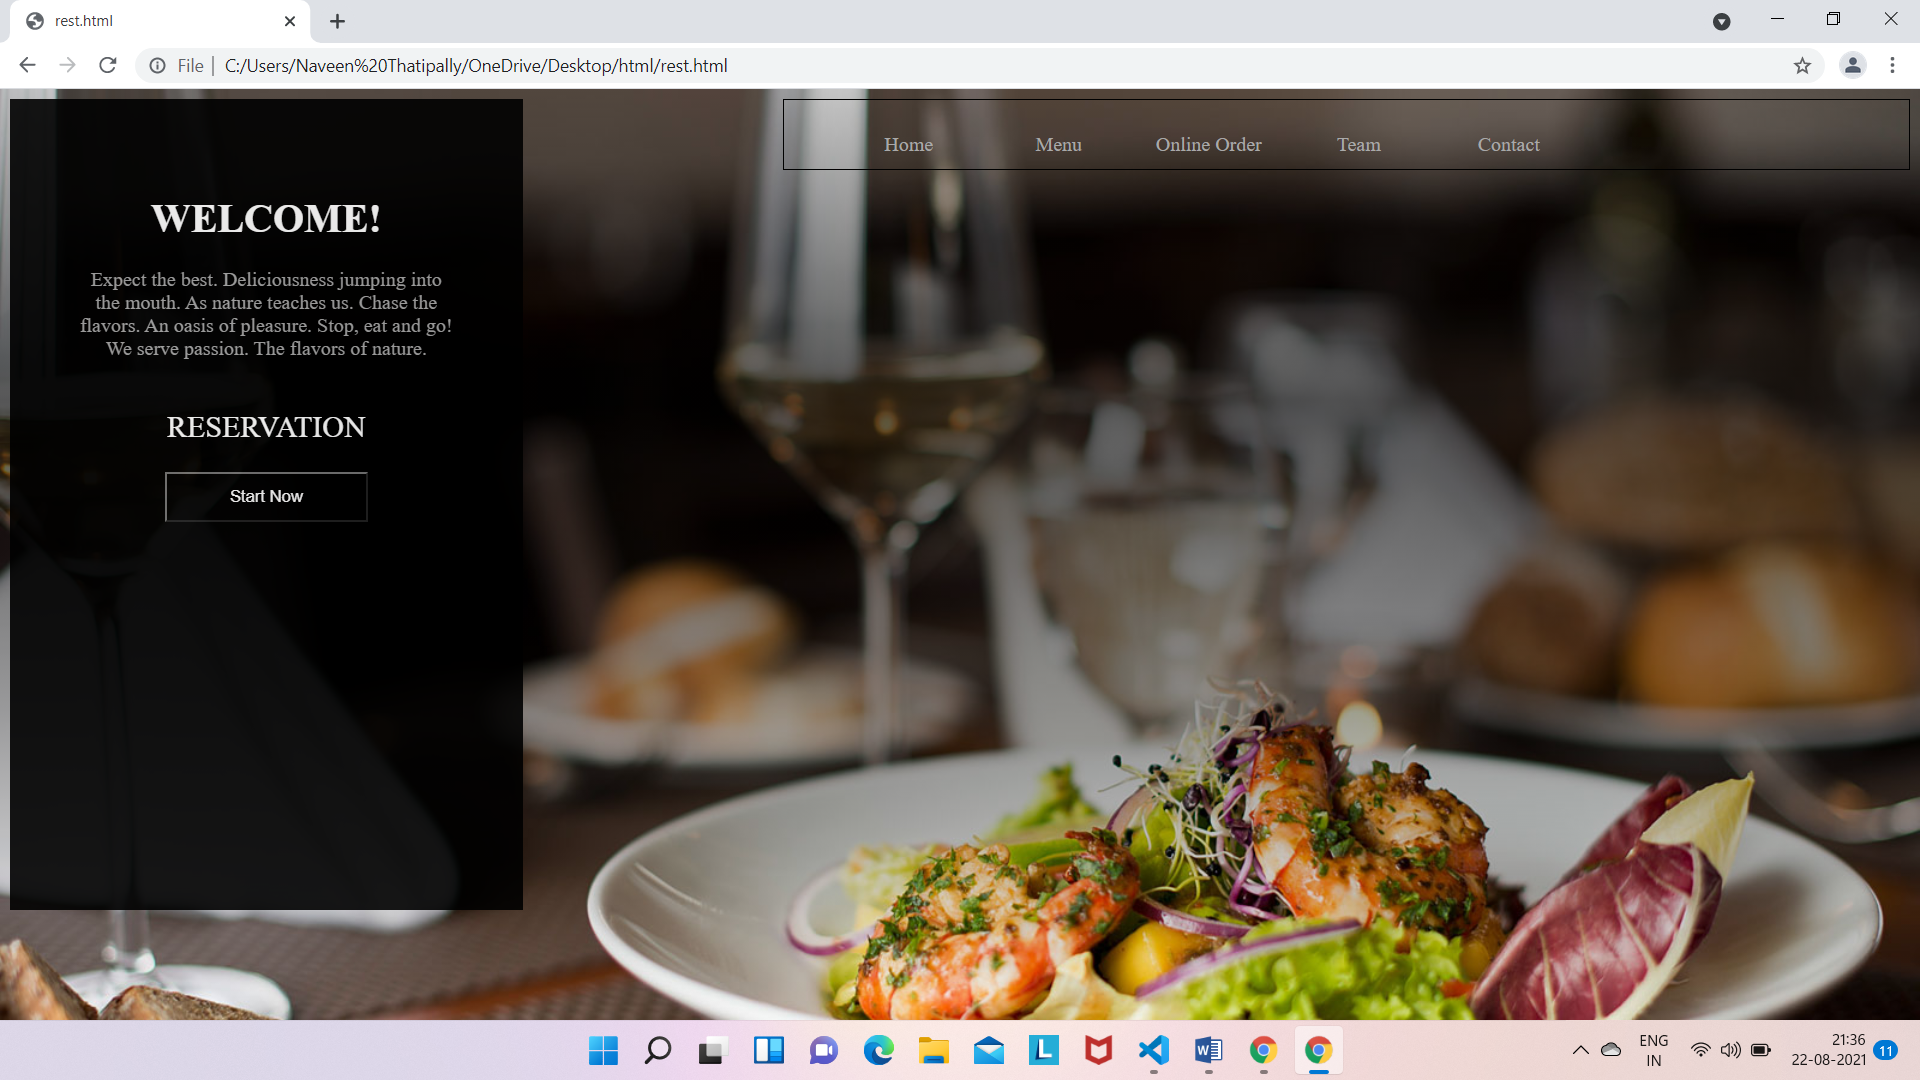 rest.html
File
C:/Users/Naveen%20Thatipally/OneDrive/Desktop/html/rest.html
Home Menu Online Order Team Contact
WELCOME!
Expect the best. Deliciousness jumping into
the mouth. As nature teaches us. Chase the
flavors. An oasis of pleasure. Stop, eat and go!
We serve passion. The flavors of nature.
RESERVATION
Start Now
L
W
ENG
IN
21:36
22-08-2021
11